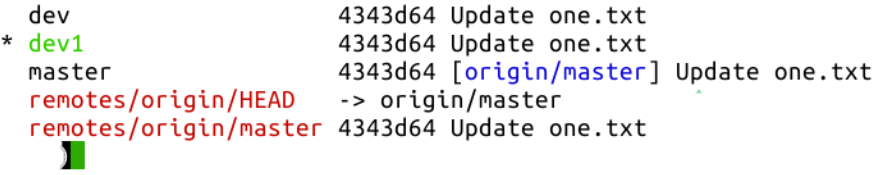 dev 4343d64 Update one.txt
* dev1 4343d64 Update one.txt
master 4343d64 [origin/master] Update one.txt
remotes/origin/HEAD -> origin/master
remotes/origin/master 4343d64 Update one.txt